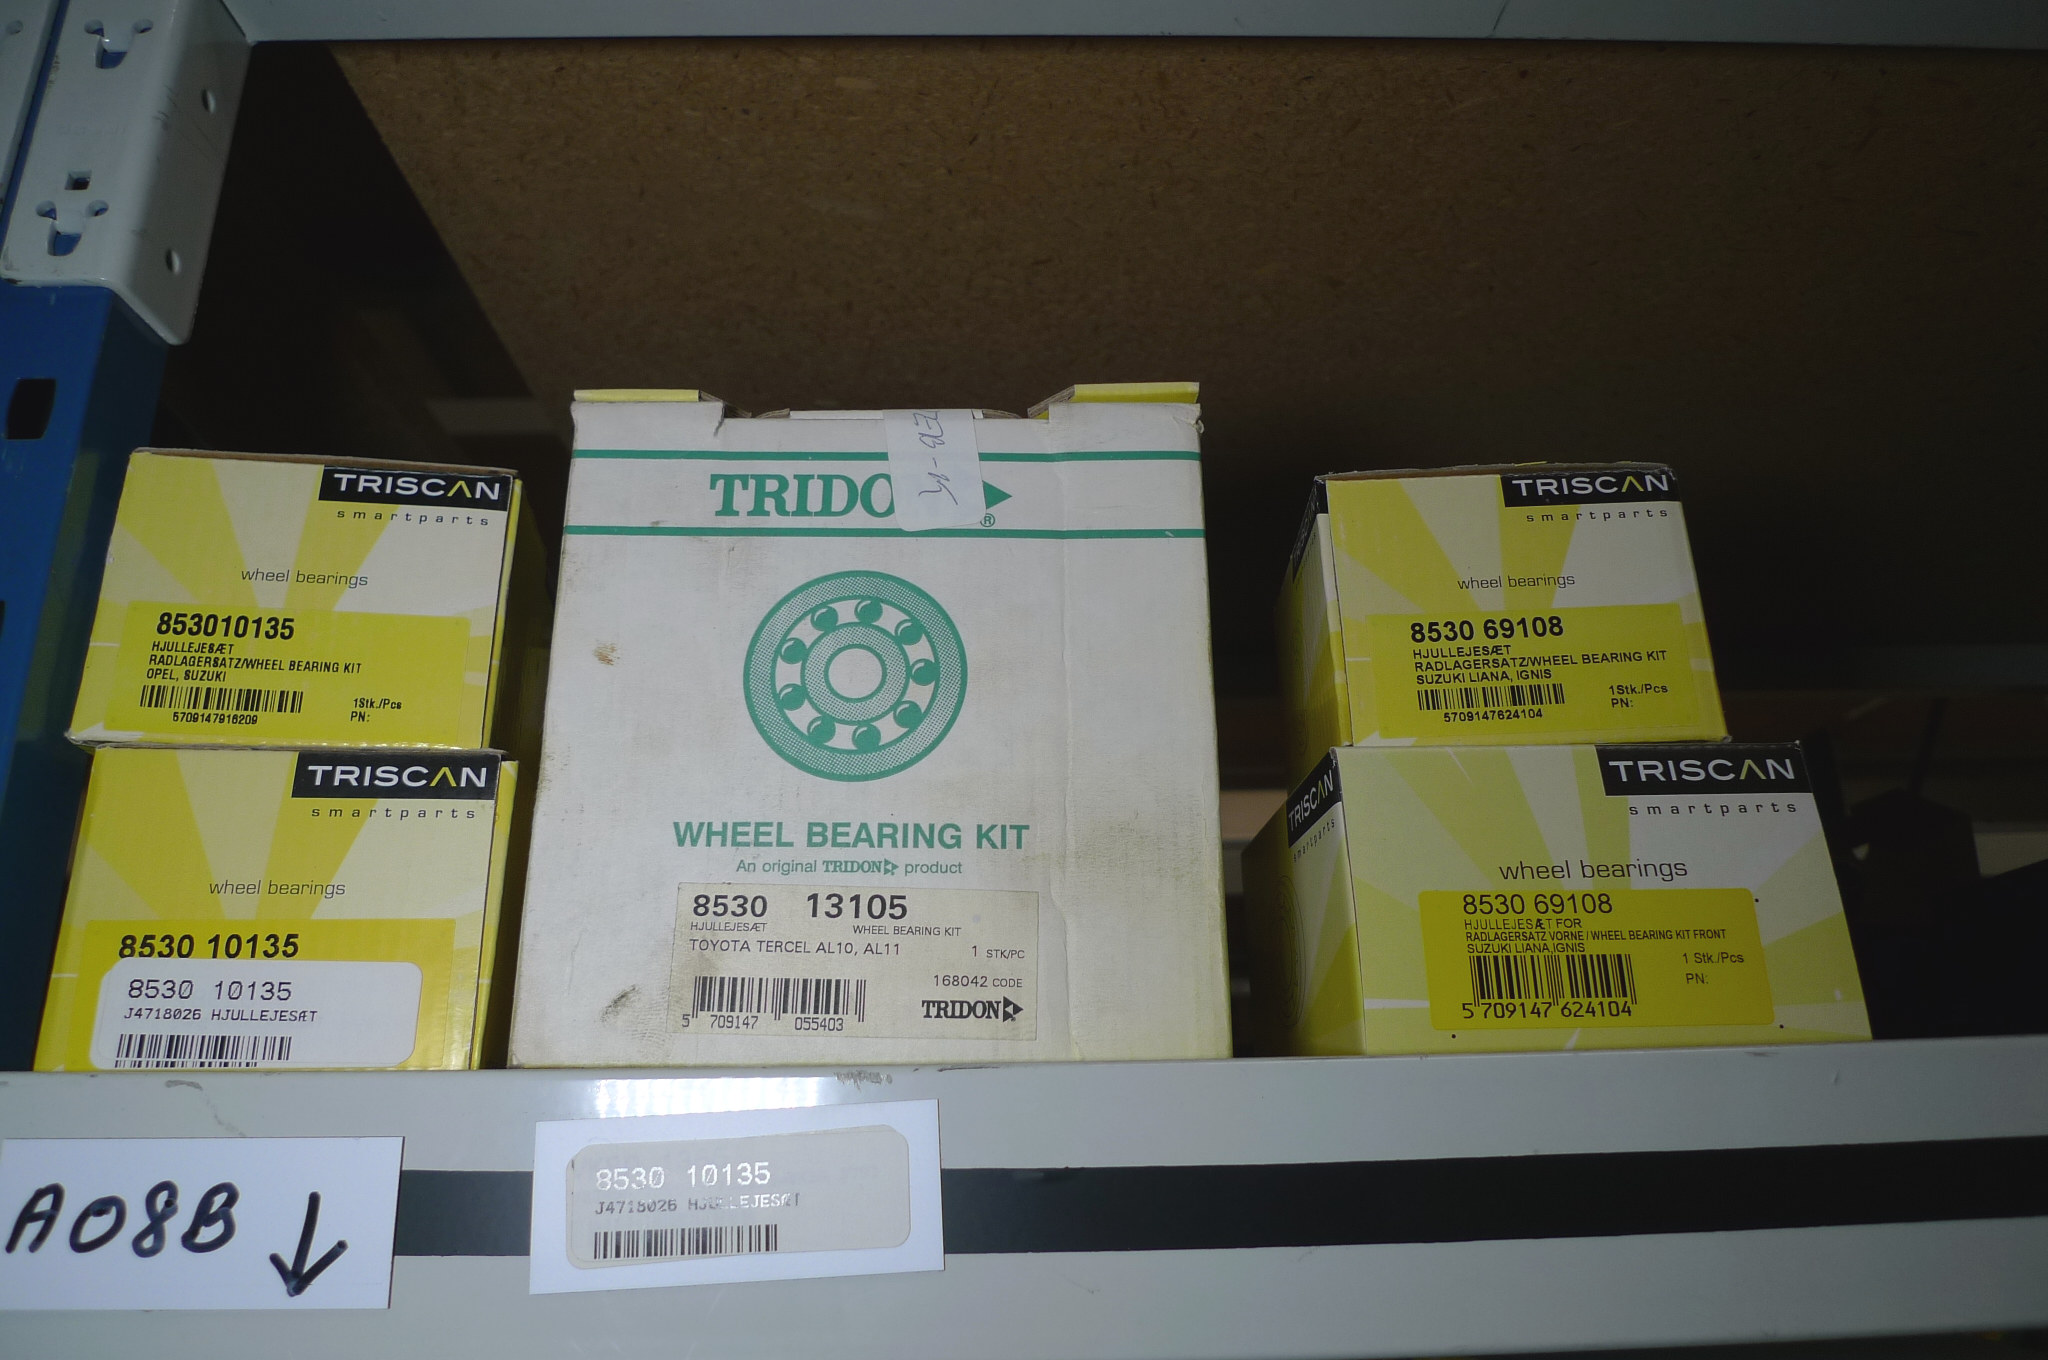 TRISCAN
smartparts
wheel bearings
853010135
HJULLEJESÆT
RADLAGERSATZ/WHEEL BEARING KIT
OPEL, SUZUKI
1Stk./Pcs
5709147916209
PN:
TRISCAN
smartparts
wheel bearings
8530 10135
8530 10135
J4718026 HJULLEJESÆT
TRIDO
®
WHEEL BEARING KIT
An original TRIDON product
8530 13105
HJULLEJESÆT WHEEL BEARING KIT
TOYOTA TERCEL AL10, AL11 1 STK/PC
168042 CODE
TRIDON
5 709147 055403
TRISCAN
smartparts
wheel bearings
8530 69108
HJULLEJESÆT
RADLAGERSATZ/WHEEL BEARING KIT
SUZUKI LIANA, IGNIS
1Stk./Pcs
PN:
5709147624104
TRISCAN
smartparts
TRISCAN
smartparts
wheel bearings
8530 69108
HJULLEJESÆT FOR
RADLAGERSATZ VORNE / WHEEL BEARING KIT FRONT
SUZUKI LIANA,IGNIS
1 Stk./Pcs
PN:
5 709147 624104
A08B ↓
8530 10135
J4718026 HJULLEJESÆT